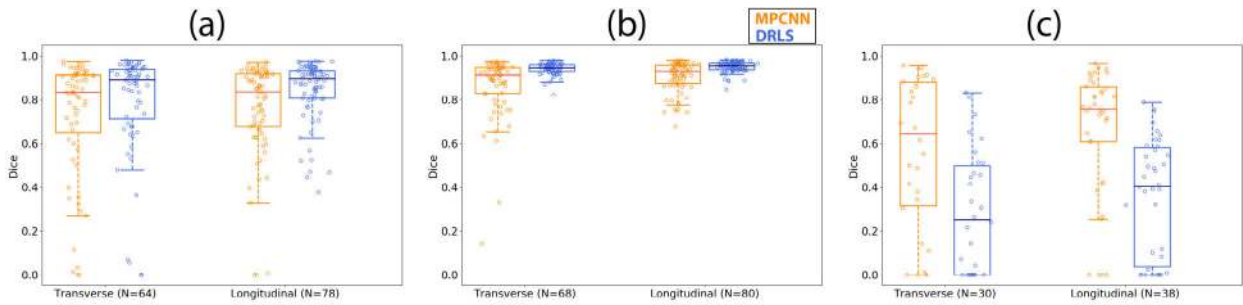 (a)
(b)
(c)
MPCNN
DRLS
Dice
1.0
0.8
0.6
0.4
0.2
0.0
Transverse (N=64)
Longitudinal (N=78)
Dice
1.0
0.8
0.6
0.4
0.2
0.0
Transverse (N=68)
Longitudinal (N=80)
Dice
1.0
0.8
0.6
0.4
0.2
0.0
Transverse (N=30)
Longitudinal (N=38)